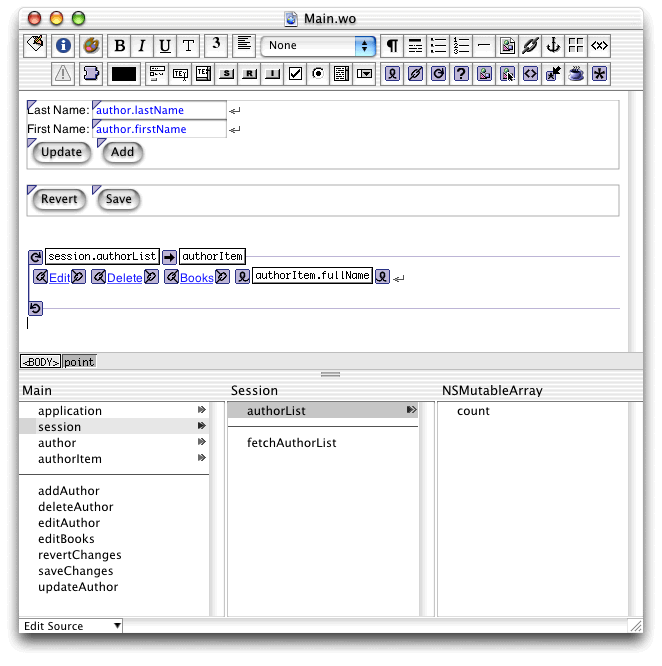 Main.wo
B I U T 3 None
TEXT TEXT S R I
Last Name: author.lastName
First Name: author.firstName
Update Add
Revert Save
session.authorList authorItem
Edit Delete Books authorItem.fullName
<BODY> point
Main Session NSMutableArray
application authorList count
session
author fetchAuthorList
authorItem
addAuthor
deleteAuthor
editAuthor
editBooks
revertChanges
saveChanges
updateAuthor
Edit Source